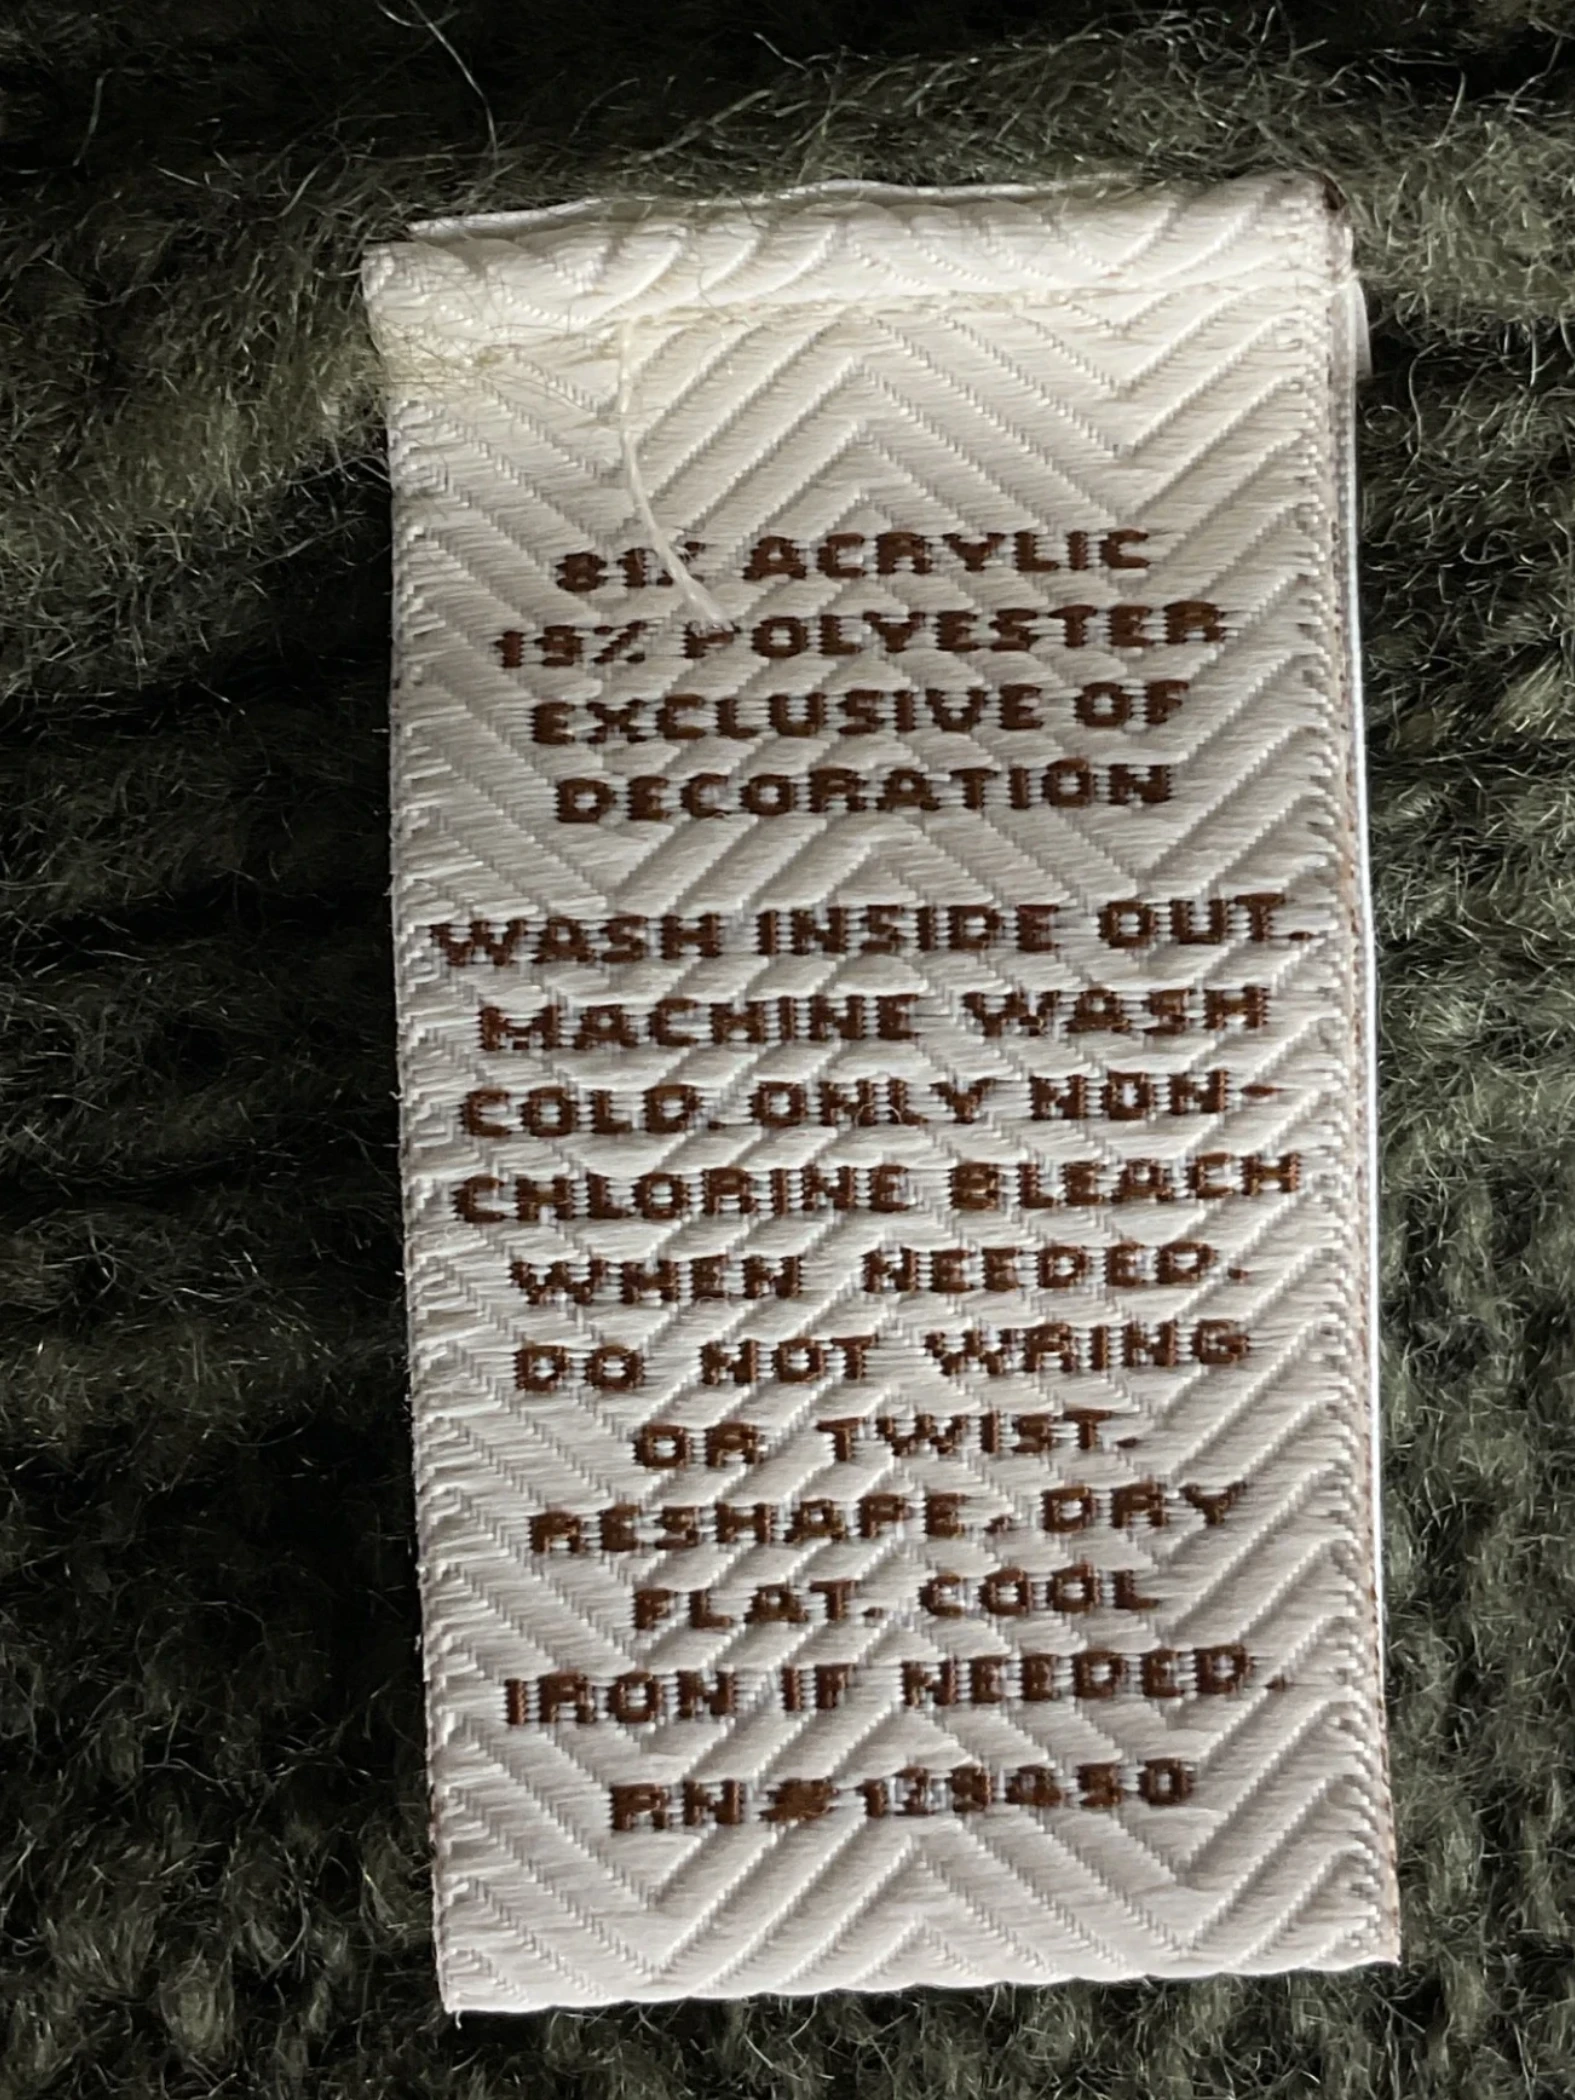 81% ACRYLIC
19% POLYESTER
EXCLUSIVE OF
DECORATION
WASH INSIDE OUT.
MACHINE WASH
COLD. ONLY NON-
CHLORINE BLEACH
WHEN NEEDED.
DO NOT WRING
OR TWIST.
RESHAPE. DRY
FLAT. COOL
IRON IF NEEDED.